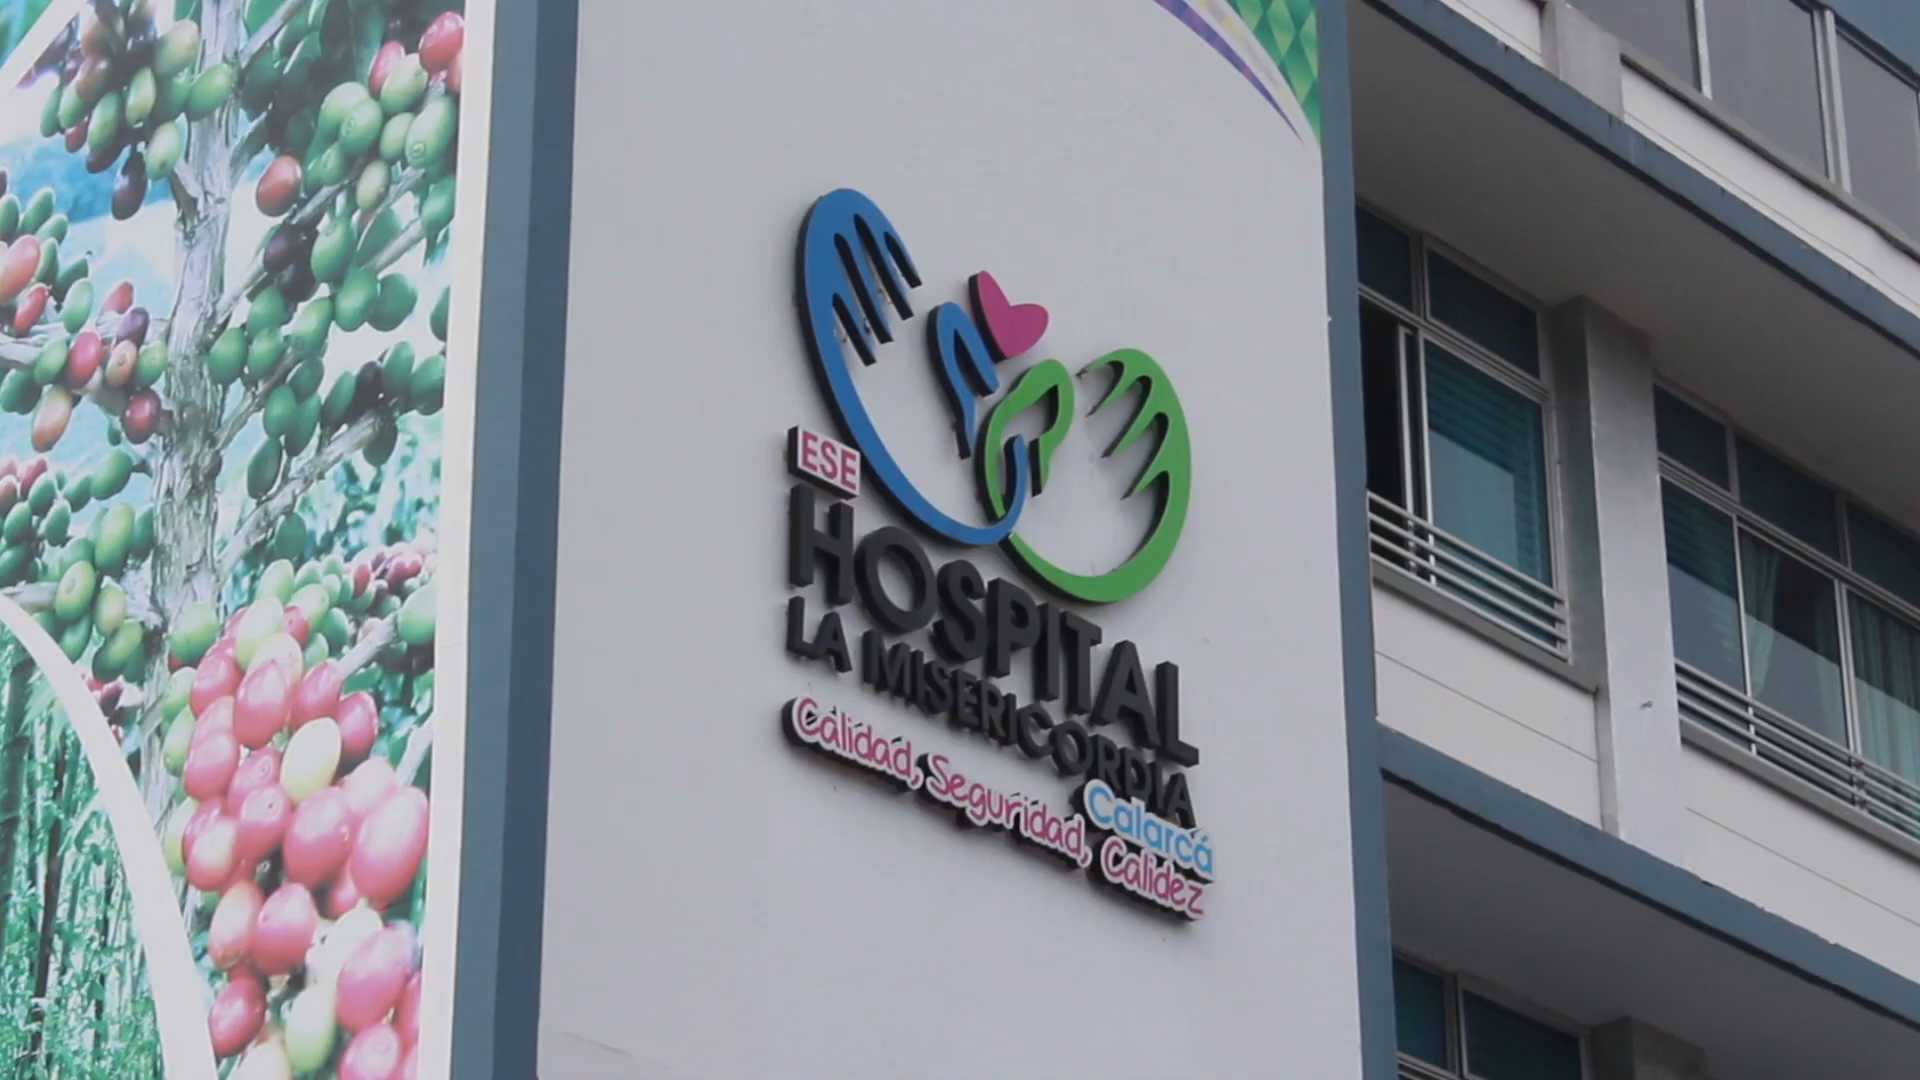 ESE
HOSPITAL
LA MISERICORDIA
Calarcá
Calidad, Seguridad, Calidez